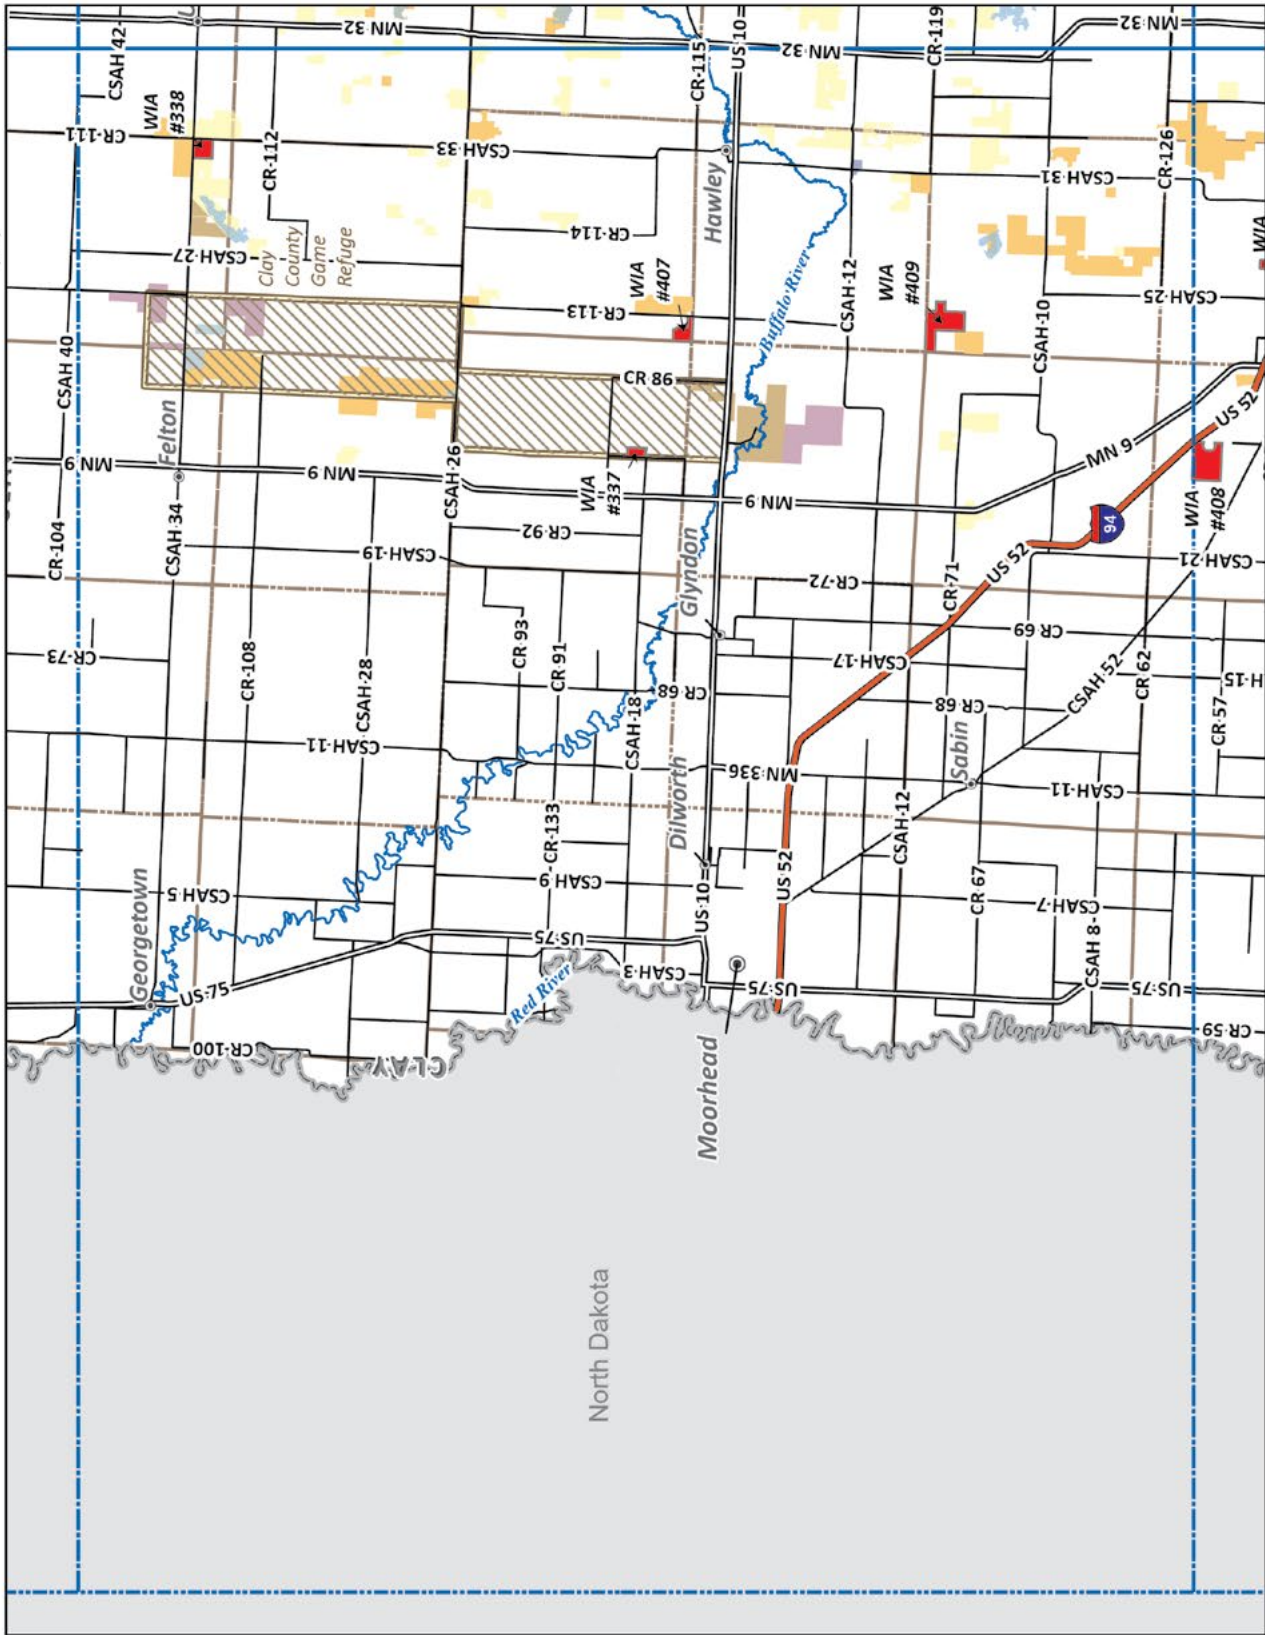 CSAH 42
MN 32
MN 32
US 10
CR-115
CR-119
MN 32
CR-111
WIA
#338
CR-112
CSAH 33
Hawley
CSAH-31
CR-126
CSAH-27
Clay
County
Game
Refuge
CR-114
WIA
#407
CR-113
Buffalo River
CSAH-12
WIA
#409
CSAH-10
CSAH-25
WIA
CSAH 40
Felton
CR 98
MN 9
MN 9
CSAH-26
WIA
#337
MN 9
MN 9
US 52
WIA
#408
94
CR-104
CSAH 34
CSAH-19
CR-92
Glyndon
CR-72
CR-71
US 52
CSAH-21
CR-73
CR-108
CSAH-28
CR-93
CR-91
CSAH-18
CR-68
CSAH-17
CR-69
CR-68
CSAH-52
CR-62
CR-57
H-15
CSAH-11
Dilworth
MN 336
Sabin
CSAH-11
CR-133
CSAH-12
Georgetown
CSAH-5
CSAH 9
US 10
US 52
CR-67
CSAH-7
CSAH 8
US-75
US-75
Red River
CSAH-3
US-75
US-75
CR-100
CLAY
Moorhead
CR-59
North Dakota